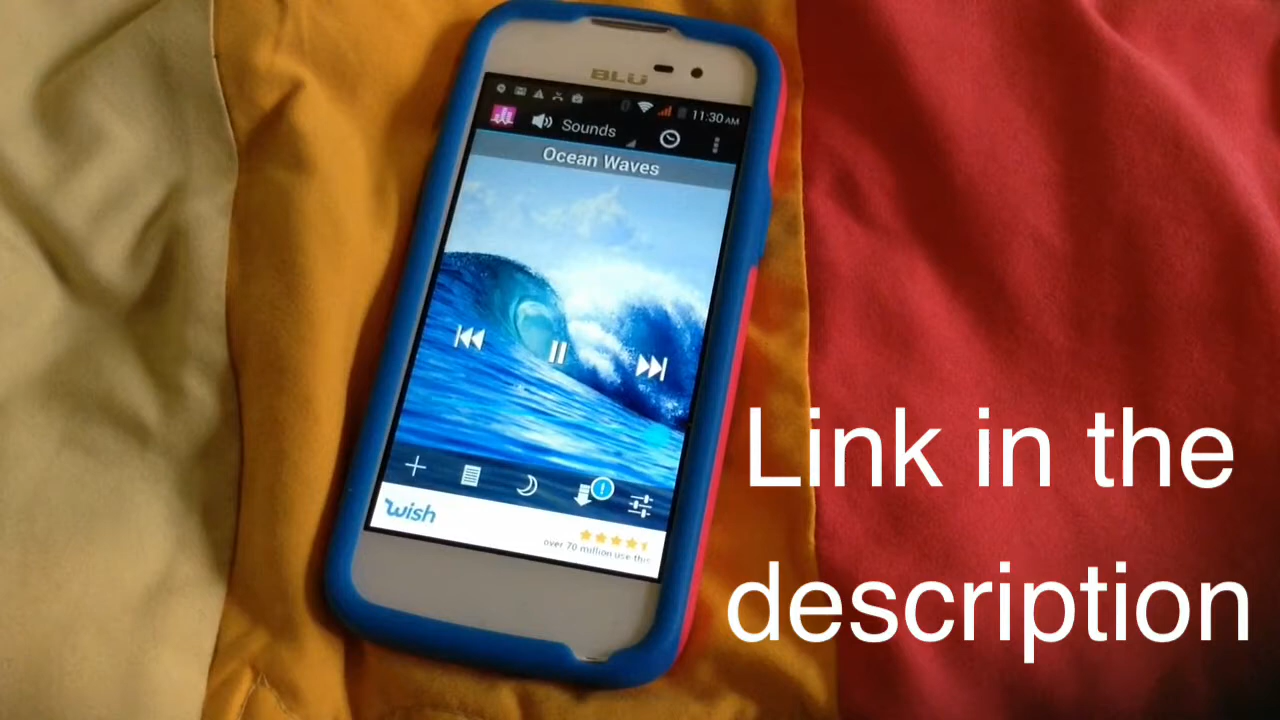 BLU
11:30 AM
Sounds
Ocean Waves
wish
over 70 million use this
Link in the
description